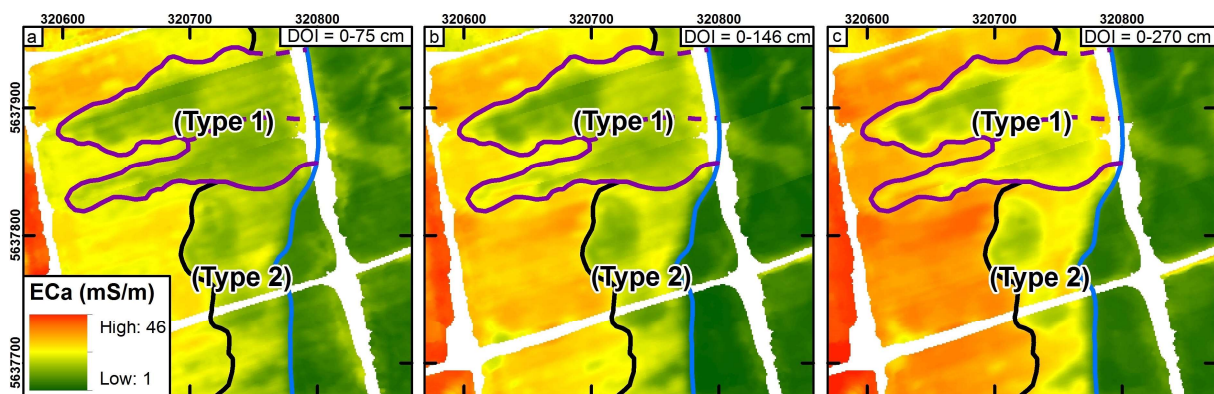 320600 320700 320800
320600 320700 320800
320600 320700 320800
a DOI = 0-75 cm
b DOI = 0-146 cm
c DOI = 0-270 cm
5637900
5637800
5637700
(Type 1)
(Type 2)
(Type 1)
(Type 2)
(Type 1)
(Type 2)
ECa (mS/m)
High: 46
Low: 1